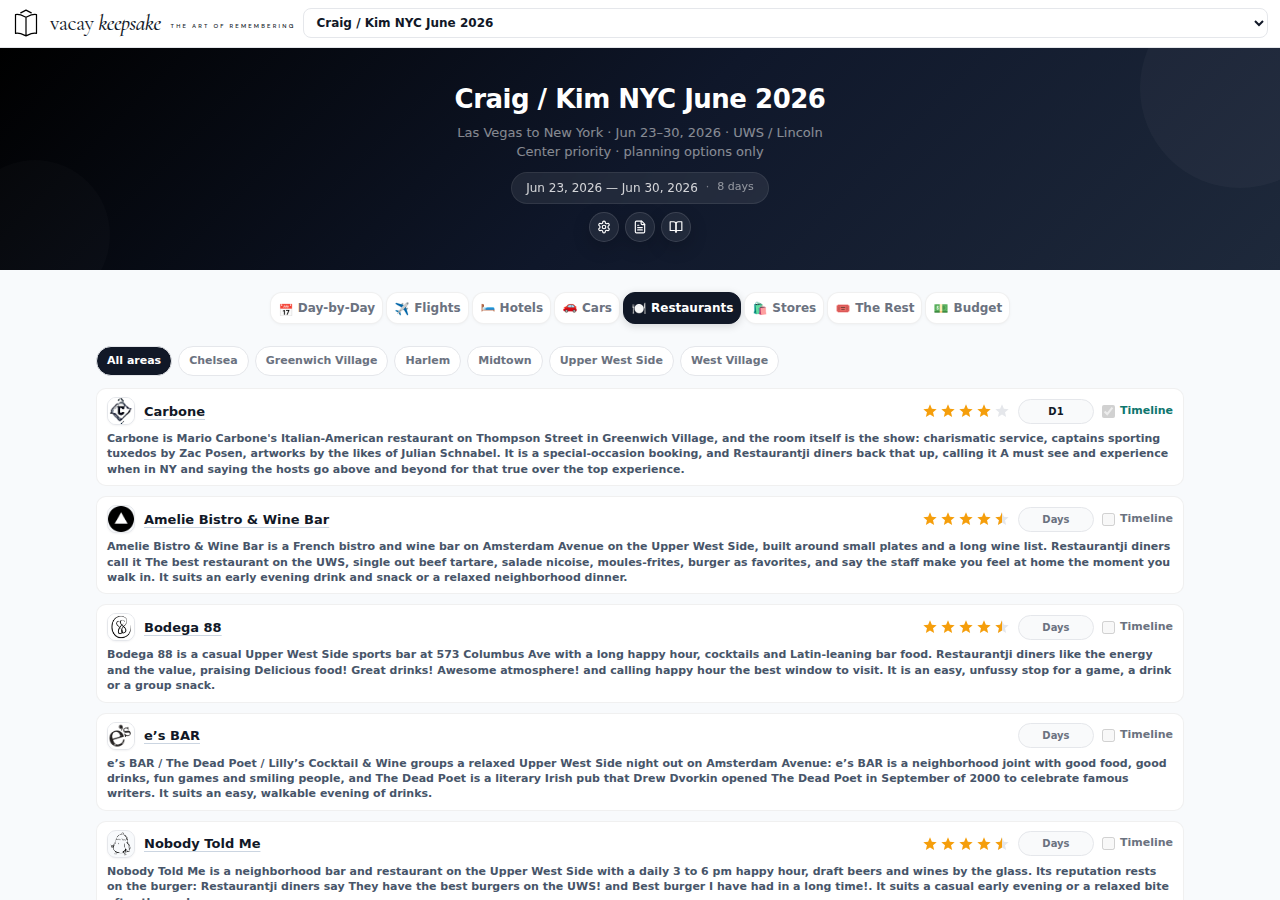 vacay keepsake THE ART OF REMEMBERING Craig / Kim NYC June 2026
Craig / Kim NYC June 2026
Las Vegas to New York · Jun 23–30, 2026 · UWS / Lincoln
Center priority · planning options only
Jun 23, 2026 — Jun 30, 2026 · 8 days
Day-by-Day Flights Hotels Cars Restaurants Stores The Rest Budget
All areas Chelsea Greenwich Village Harlem Midtown Upper West Side West Village
Carbone D1 Timeline
Carbone is Mario Carbone's Italian-American restaurant on Thompson Street in Greenwich Village, and the room itself is the show: charismatic service, captains sporting
tuxedos by Zac Posen, artworks by the likes of Julian Schnabel. It is a special-occasion booking, and Restaurantji diners back that up, calling it A must see and experience
when in NY and saying the hosts go above and beyond for that true over the top experience.
Amelie Bistro & Wine Bar Days Timeline
Amelie Bistro & Wine Bar is a French bistro and wine bar on Amsterdam Avenue on the Upper West Side, built around small plates and a long wine list. Restaurantji diners
call it The best restaurant on the UWS, single out beef tartare, salade nicoise, moules-frites, burger as favorites, and say the staff make you feel at home the moment you
walk in. It suits an early evening drink and snack or a relaxed neighborhood dinner.
Bodega 88 Days Timeline
Bodega 88 is a casual Upper West Side sports bar at 573 Columbus Ave with a long happy hour, cocktails and Latin-leaning bar food. Restaurantji diners like the energy
and the value, praising Delicious food! Great drinks! Awesome atmosphere! and calling happy hour the best window to visit. It is an easy, unfussy stop for a game, a drink
or a group snack.
e’s BAR Days Timeline
e’s BAR / The Dead Poet / Lilly’s Cocktail & Wine groups a relaxed Upper West Side night out on Amsterdam Avenue: e’s BAR is a neighborhood joint with good food, good
drinks, fun games and smiling people, and The Dead Poet is a literary Irish pub that Drew Dvorkin opened The Dead Poet in September of 2000 to celebrate famous
writers. It suits an easy, walkable evening of drinks.
Nobody Told Me Days Timeline
Nobody Told Me is a neighborhood bar and restaurant on the Upper West Side with a daily 3 to 6 pm happy hour, draft beers and wines by the glass. Its reputation rests
on the burger: Restaurantji diners say They have the best burgers on the UWS! and Best burger I have had in a long time!. It suits a casual early evening or a relaxed bite